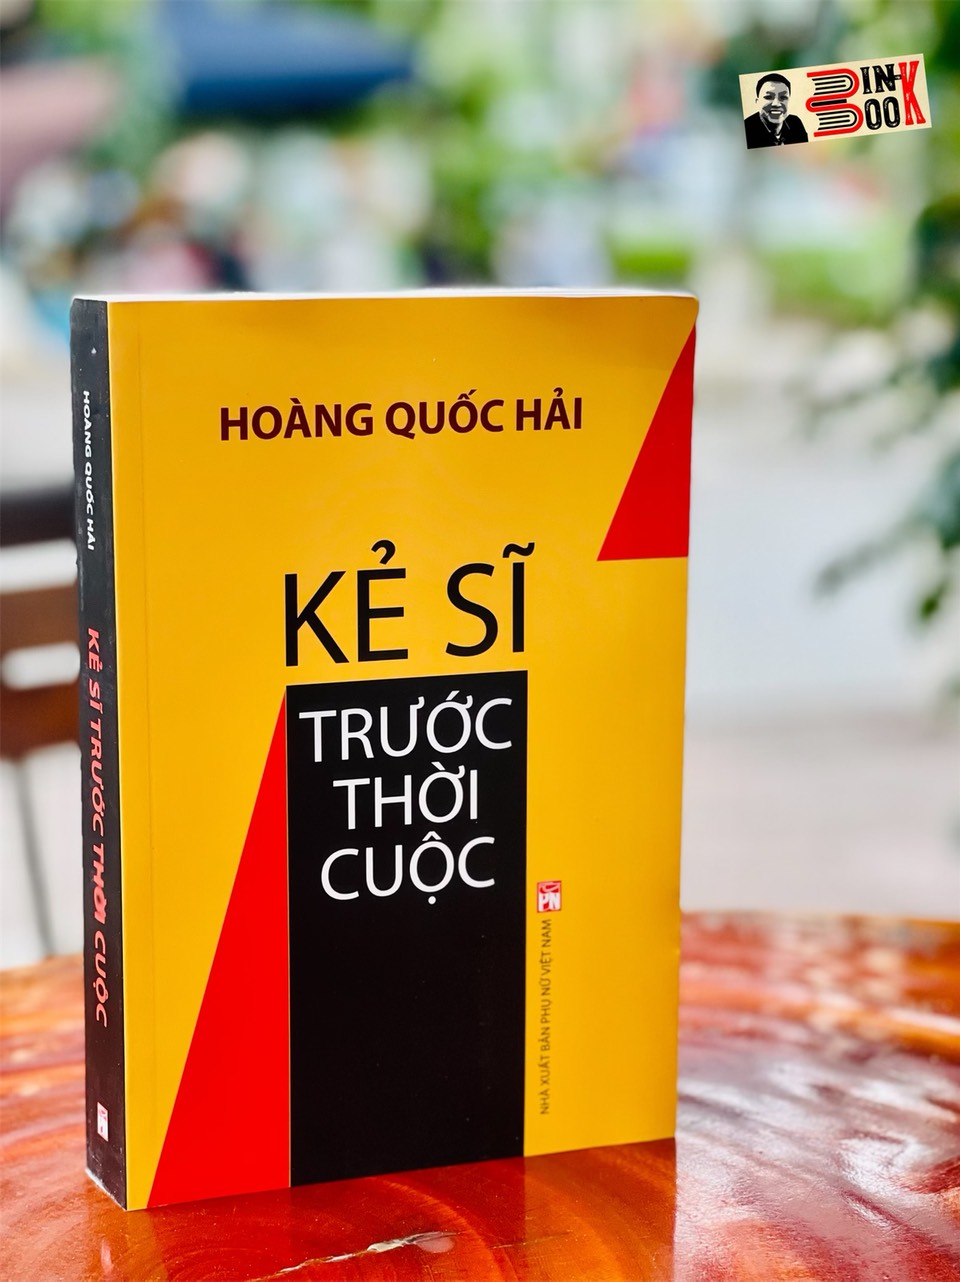 BIN-
BOOK
HOÀNG QUỐC HẢI
KẺ SĨ
TRƯỚC
THỜI
CUỘC
PN
NHÀ XUẤT BẢN PHỤ NỮ VIỆT NAM
HOÀNG QUỐC HẢI
KẺ SĨ TRƯỚC THỜI CUỘC